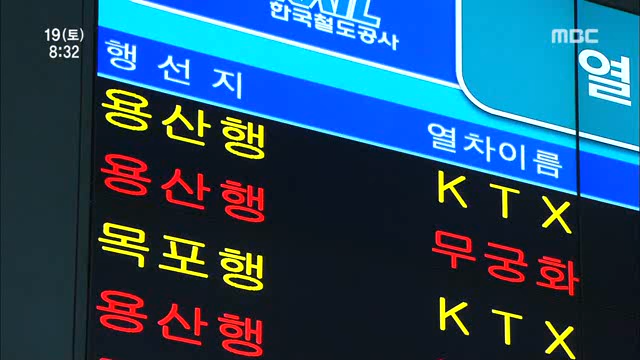 19(토)
8:32
한국철도공사
MBC
열
행선지
열차이름
용산행 KTX
용산행 무궁화
목포행 KTX
용산행